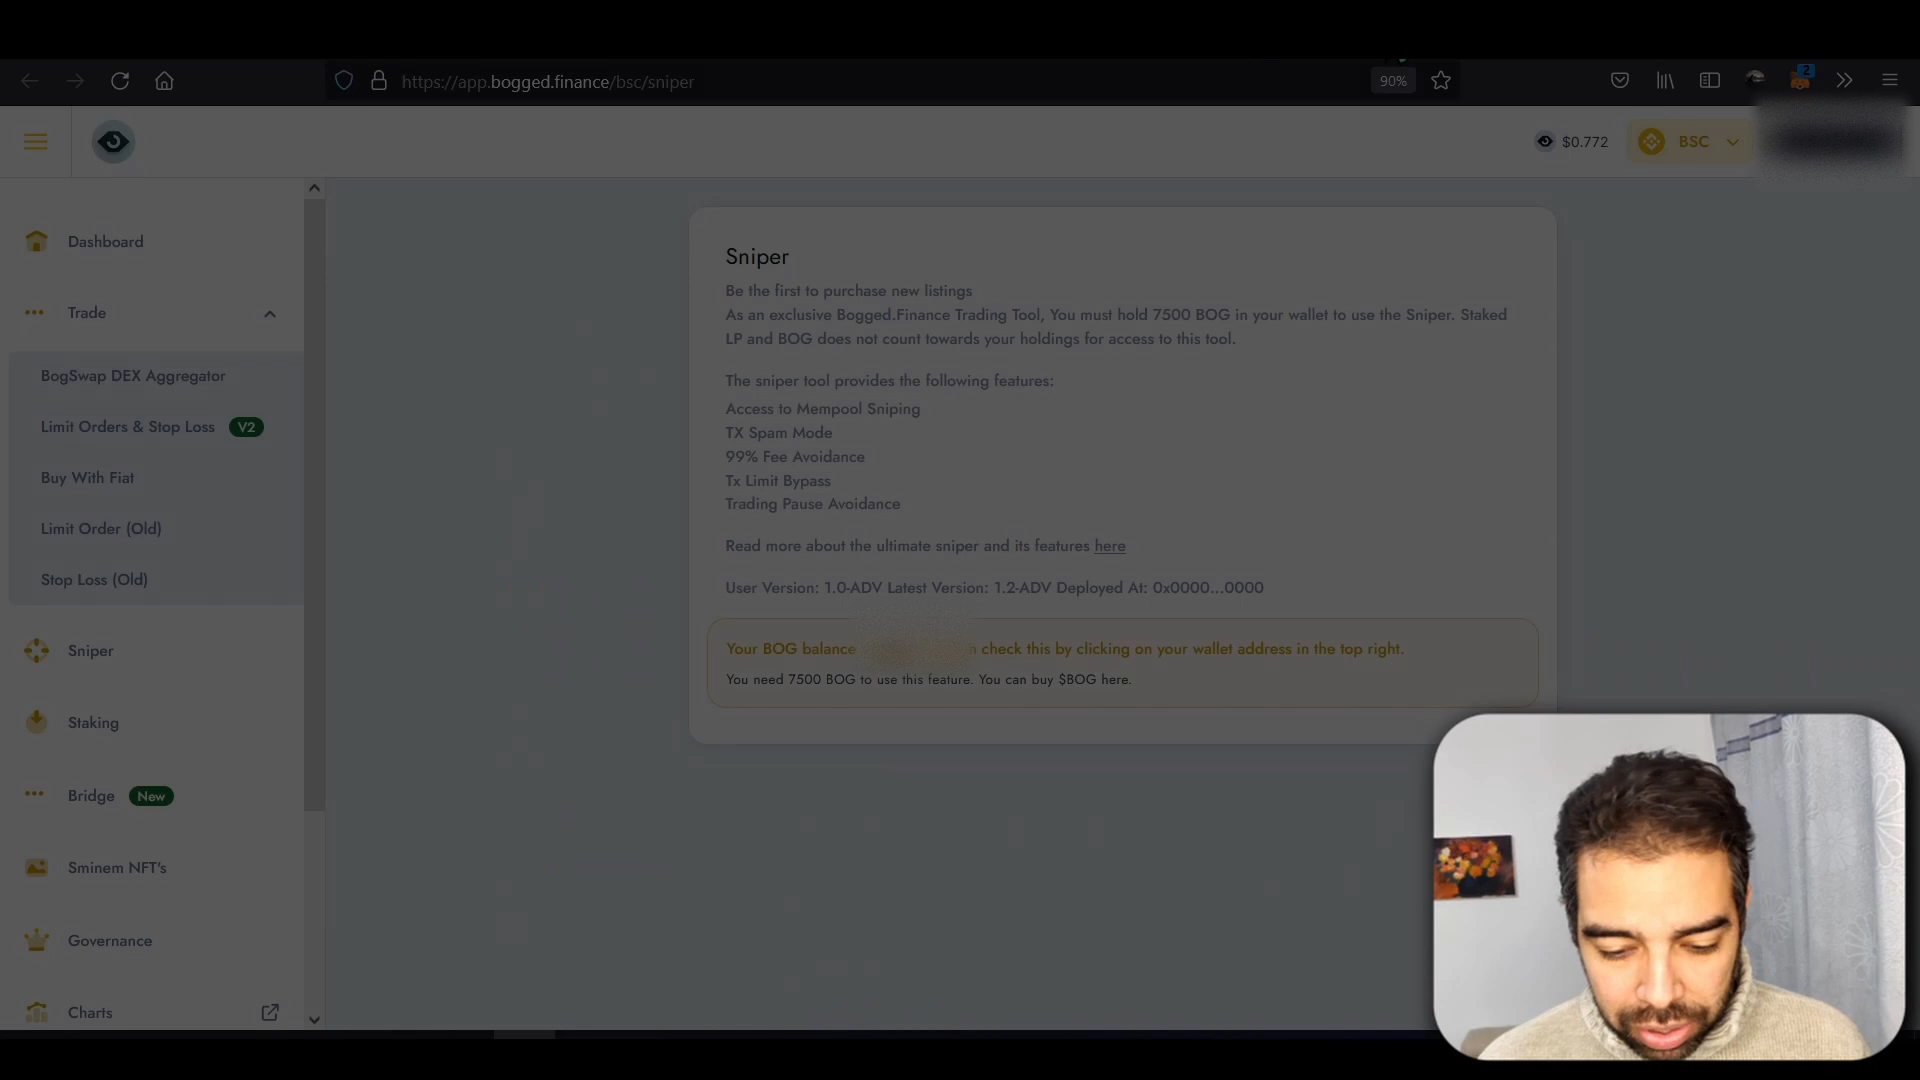 https://app.bogged.finance/bsc/sniper
90%
2
$0.772
BSC
Dashboard
Trade
BogSwap DEX Aggregator
Limit Orders & Stop Loss V2
Buy With Fiat
Limit Order (Old)
Stop Loss (Old)
Sniper
Staking
Bridge New
Sminem NFT's
Governance
Charts
Sniper
Be the first to purchase new listings
As an exclusive Bogged.Finance Trading Tool, You must hold 7500 BOG in your wallet to use the Sniper. Staked
LP and BOG does not count towards your holdings for access to this tool.
The sniper tool provides the following features:
Access to Mempool Sniping
TX Spam Mode
99% Fee Avoidance
Tx Limit Bypass
Trading Pause Avoidance
Read more about the ultimate sniper and its features here
User Version: 1.0-ADV Latest Version: 1.2-ADV Deployed At: 0x0000...0000
Your BOG balance check this by clicking on your wallet address in the top right.
You need 7500 BOG to use this feature. You can buy $BOG here.